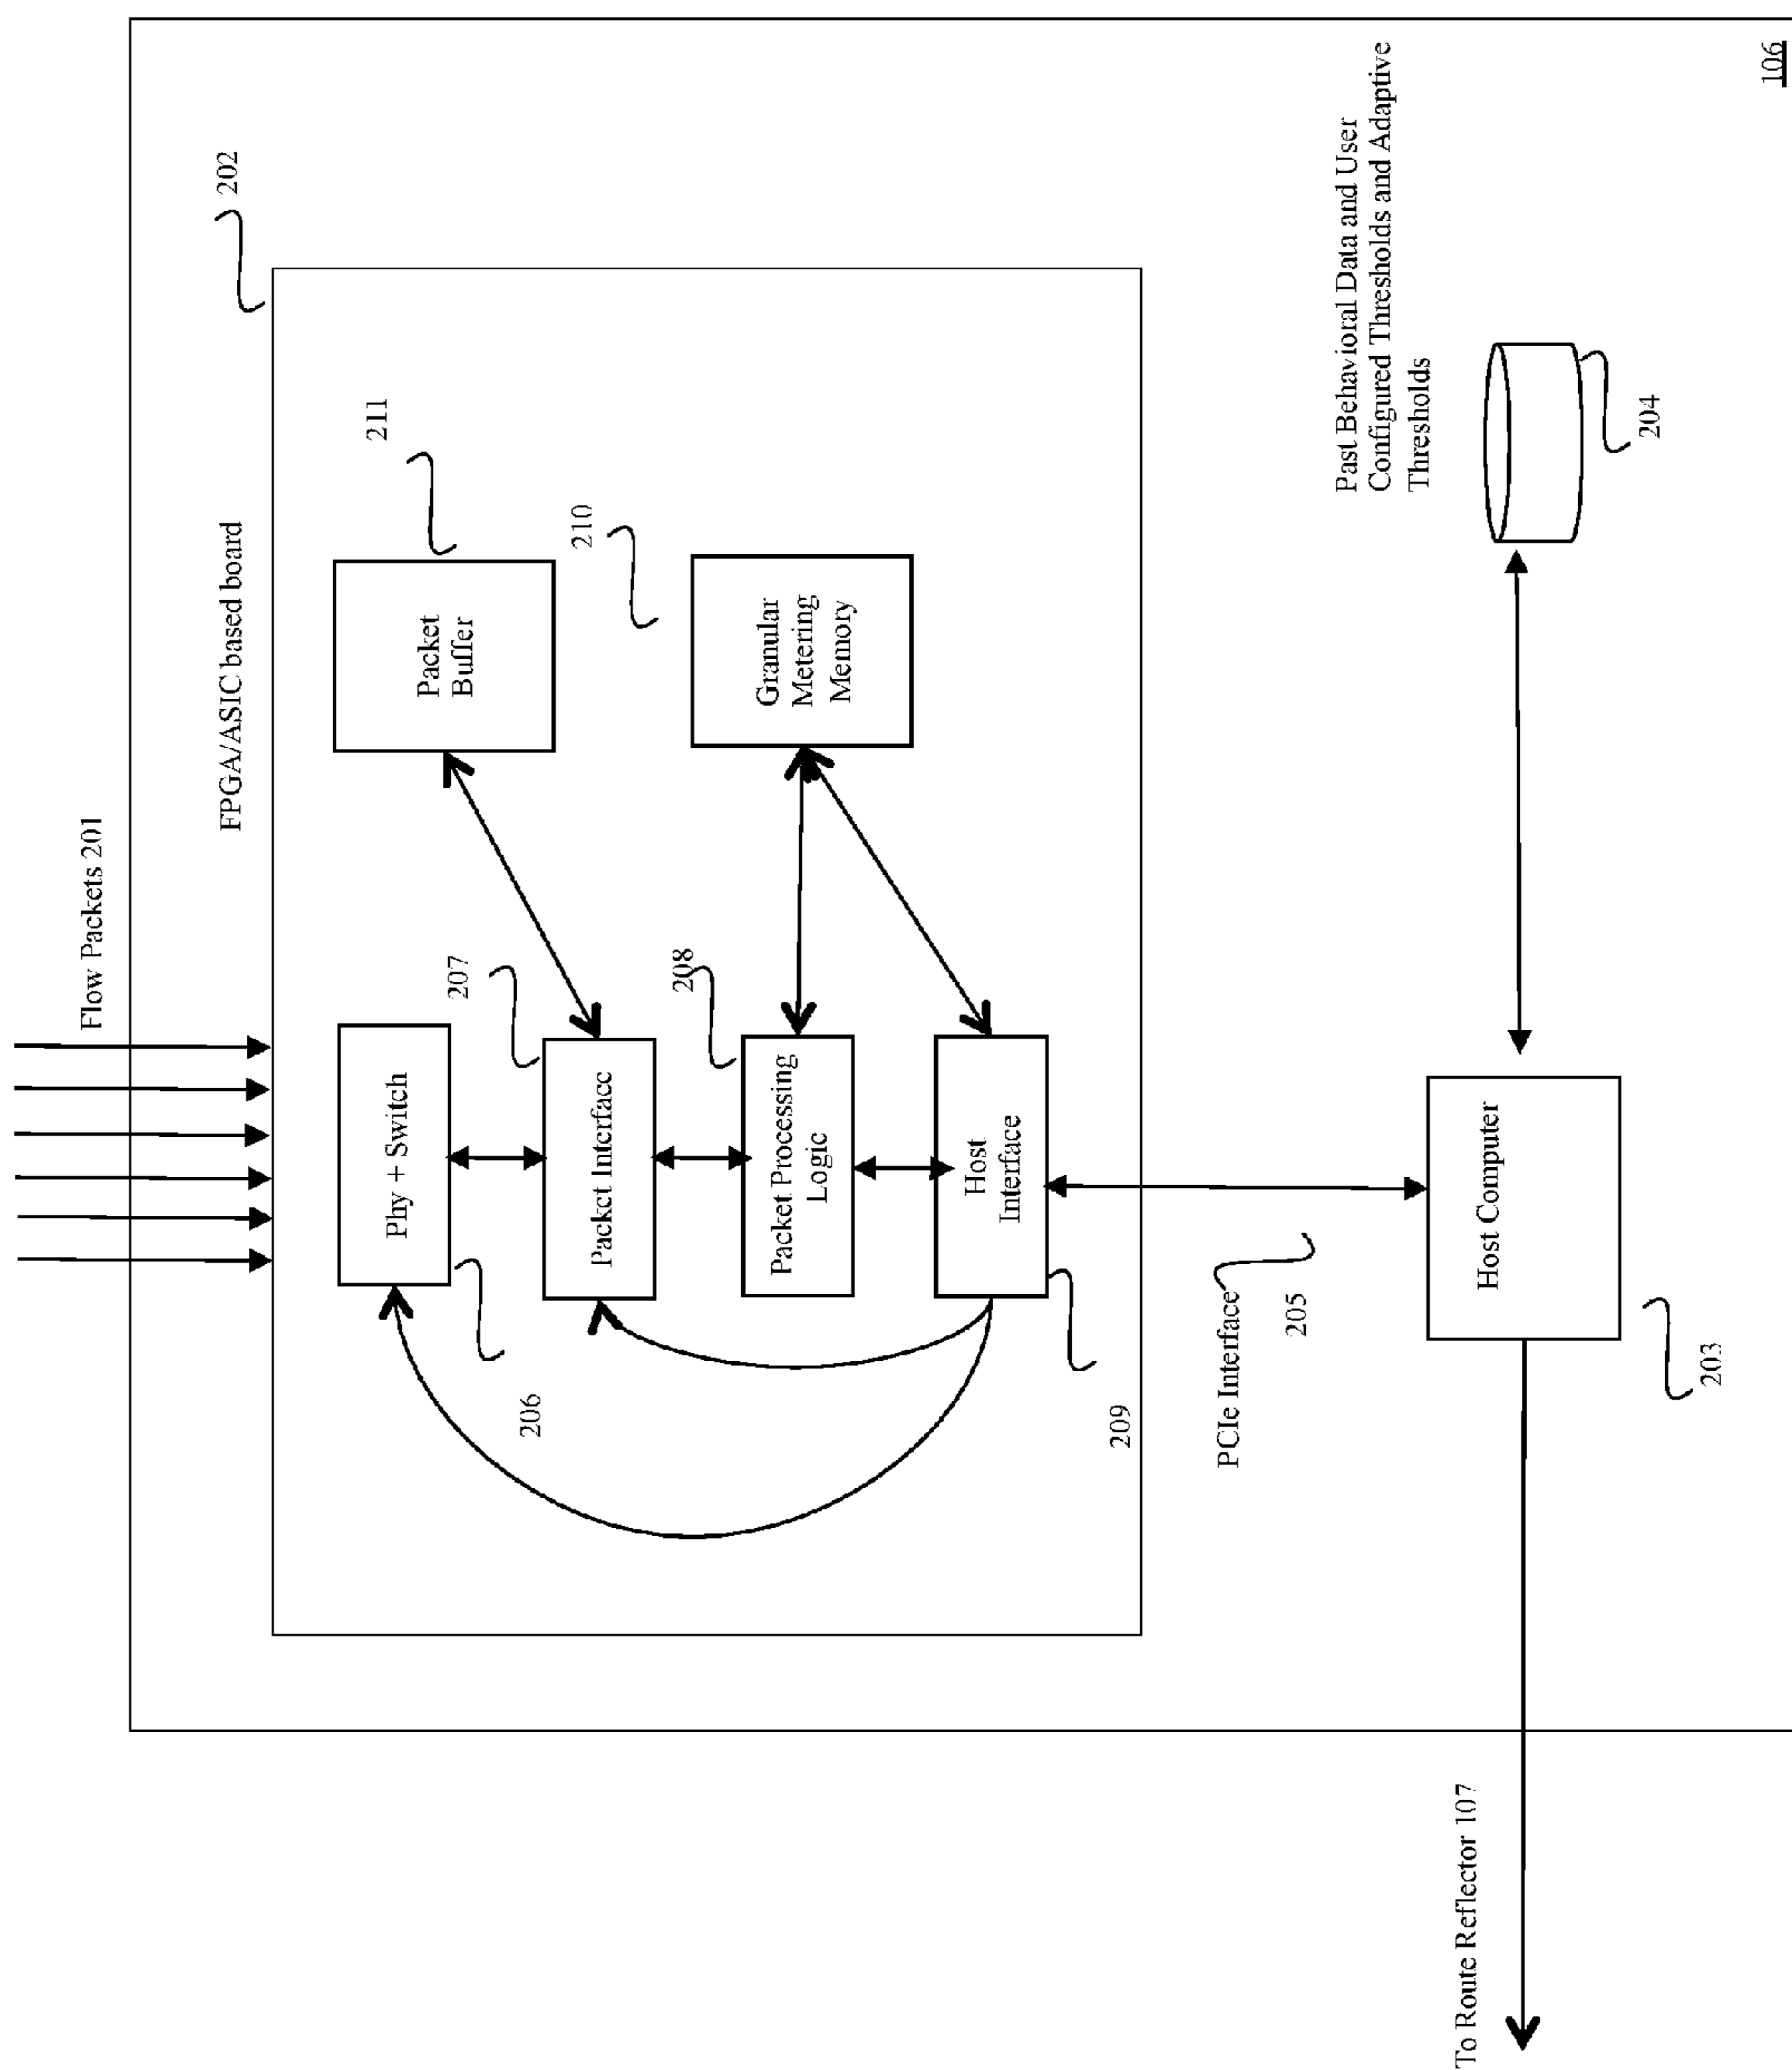 Flow Packets 201
FPGA/ASIC based board
202
Phy + Switch
206
207
Packet Interface
Packet
Buffer
211
208
Packet Processing
Logic
210
Granular
Metering
Memory
Host
Interface
209
PCIe Interface
205
Host Computer
203
Past Behavioral Data and User
Configured Thresholds and Adaptive
Thresholds
204
To Route Reflector 107
106